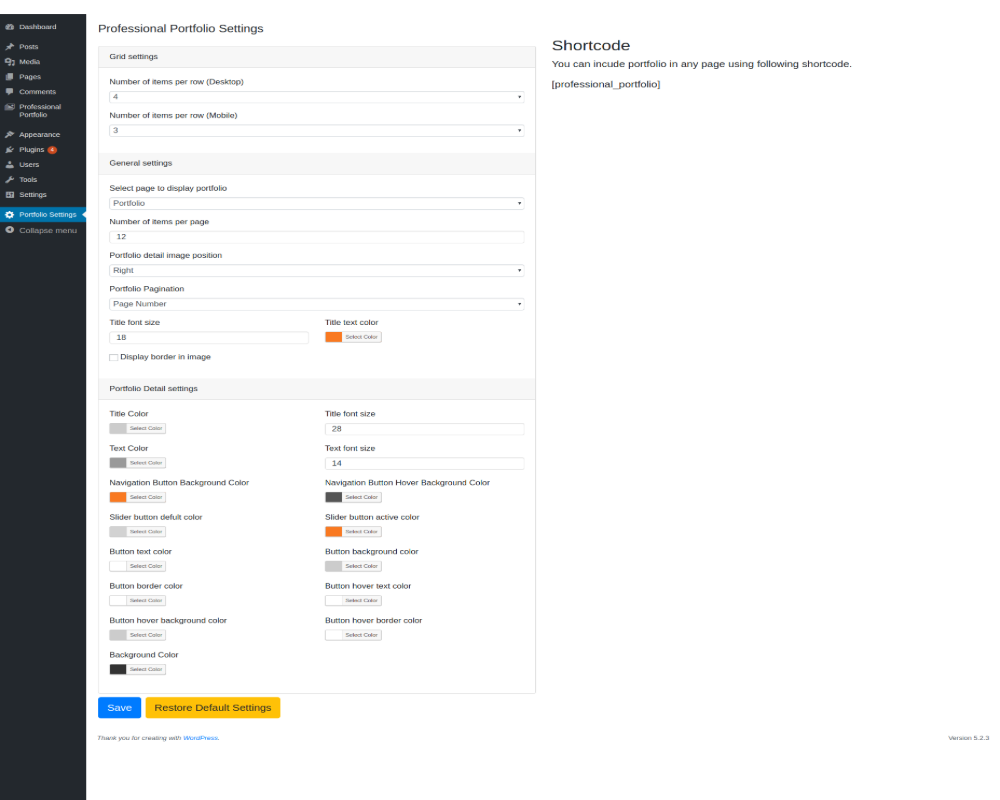 Dashboard
Posts
Media
Pages
Comments
Professional
Portfolio
Appearance
Plugins 4
Users
Tools
Settings
Portfolio Settings
Collapse menu
Professional Portfolio Settings
Grid settings
Number of items per row (Desktop)
4
Number of items per row (Mobile)
3
General settings
Select page to display portfolio
Portfolio
Number of items per page
12
Portfolio detail image position
Right
Portfolio Pagination
Page Number
Title font size
Title text color
18
Select Color
Display border in image
Portfolio Detail settings
Title Color
Title font size
Select Color
28
Text Color
Text font size
Select Color
14
Navigation Button Background Color
Navigation Button Hover Background Color
Select Color
Select Color
Slider button defult color
Slider button active color
Select Color
Select Color
Button text color
Button background color
Select Color
Select Color
Button border color
Button hover text color
Select Color
Select Color
Button hover background color
Button hover border color
Select Color
Select Color
Background Color
Select Color
Save
Restore Default Settings
Shortcode
You can incude portfolio in any page using following shortcode.
[professional_portfolio]
Thank you for creating with WordPress.
Version 5.2.3